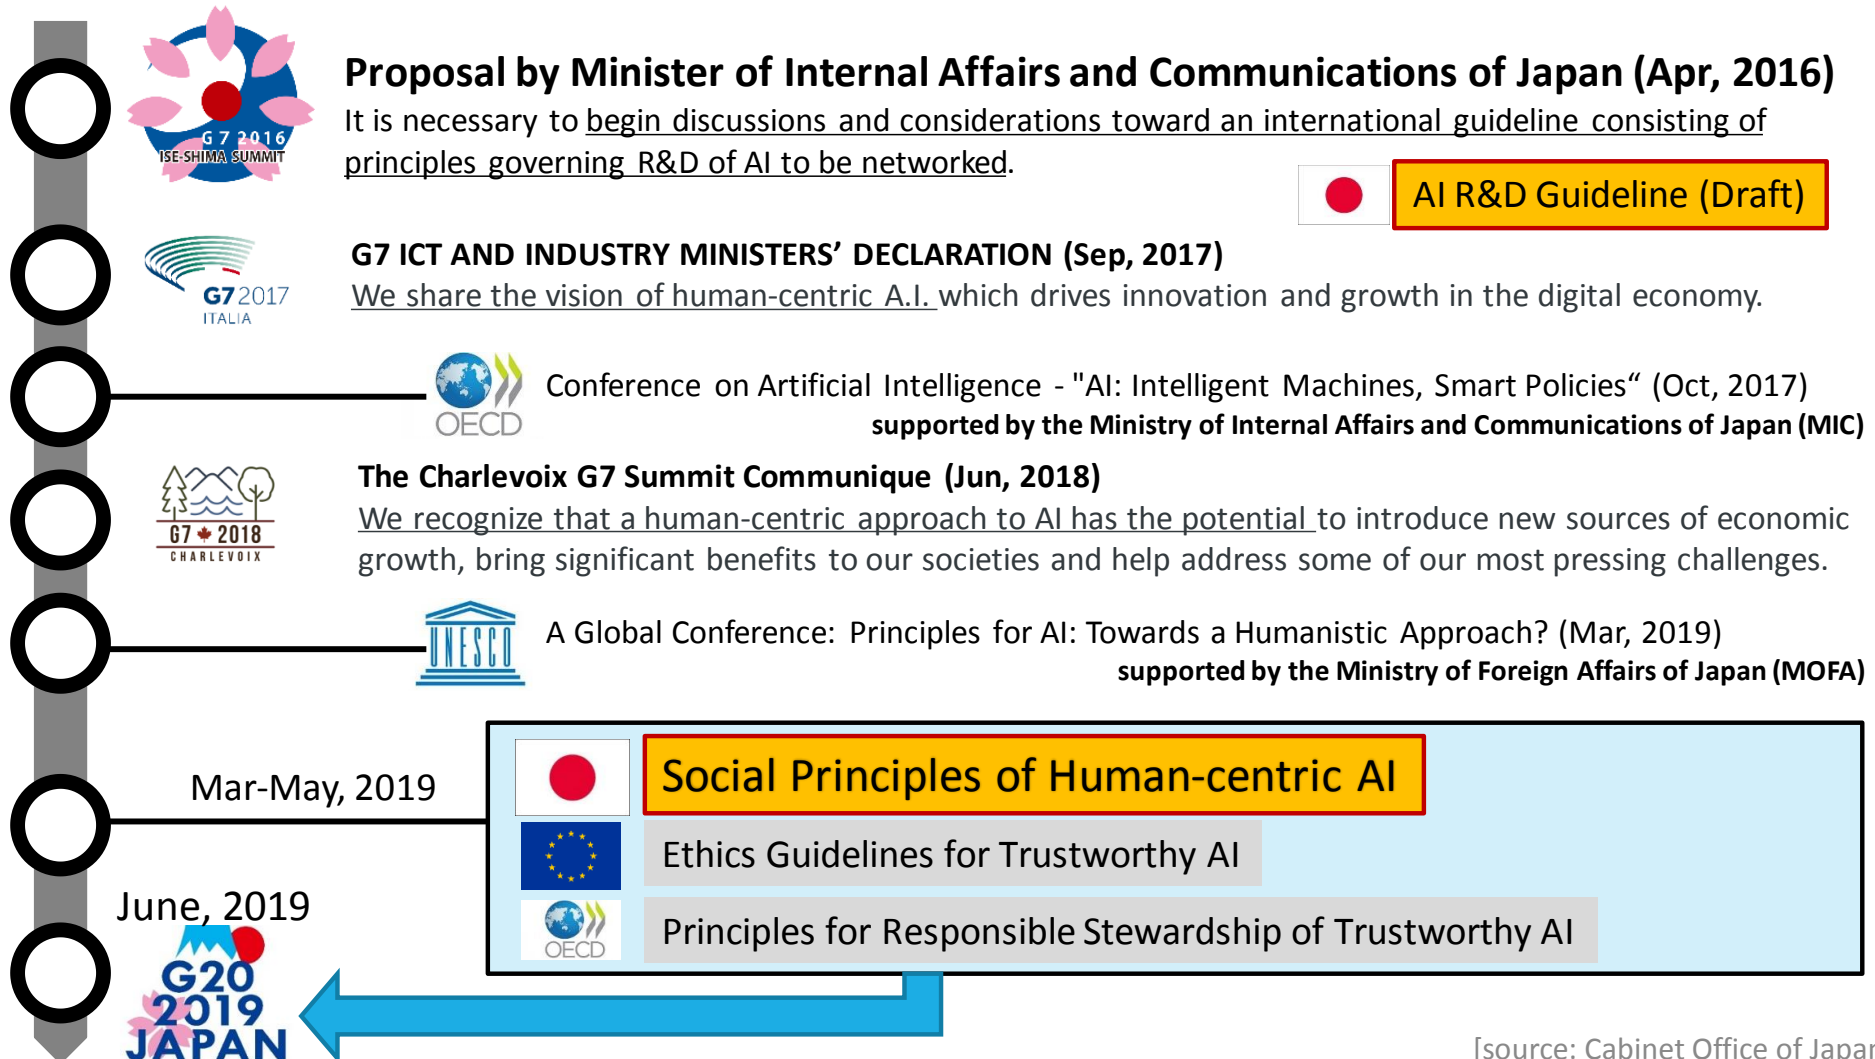 G 7 2016
ISE-SHIMA SUMMIT
Proposal by Minister of Internal Affairs and Communications of Japan (Apr, 2016)
It is necessary to begin discussions and considerations toward an international guideline consisting of
principles governing R&D of AI to be networked.
AI R&D Guideline (Draft)
G7 2017
ITALIA
G7 ICT AND INDUSTRY MINISTERS’ DECLARATION (Sep, 2017)
We share the vision of human-centric A.I. which drives innovation and growth in the digital economy.
OECD
Conference on Artificial Intelligence - "AI: Intelligent Machines, Smart Policies“ (Oct, 2017)
supported by the Ministry of Internal Affairs and Communications of Japan (MIC)
G7 2018
CHARLEVOIX
The Charlevoix G7 Summit Communique (Jun, 2018)
We recognize that a human-centric approach to AI has the potential to introduce new sources of economic
growth, bring significant benefits to our societies and help address some of our most pressing challenges.
UNESCO
A Global Conference: Principles for AI: Towards a Humanistic Approach? (Mar, 2019)
supported by the Ministry of Foreign Affairs of Japan (MOFA)
Mar-May, 2019
Social Principles of Human-centric AI
Ethics Guidelines for Trustworthy AI
OECD
Principles for Responsible Stewardship of Trustworthy AI
June, 2019
G20
2019
JAPAN
[source: Cabinet Office of Japan